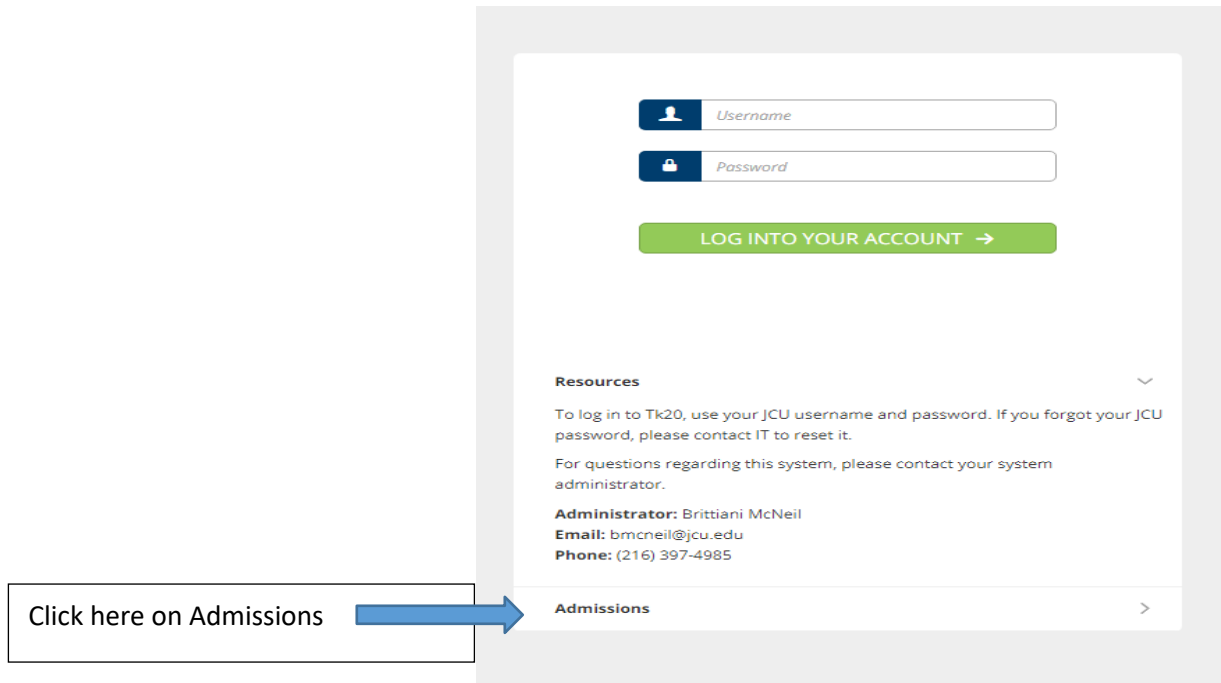 Username
Password
LOG INTO YOUR ACCOUNT →
Resources
To log in to Tk20, use your JCU username and password. If you forgot your JCU
password, please contact IT to reset it.
For questions regarding this system, please contact your system
administrator.
Administrator: Brittiani McNeil
Email: bmcneil@jcu.edu
Phone: (216) 397-4985
Click here on Admissions
Admissions